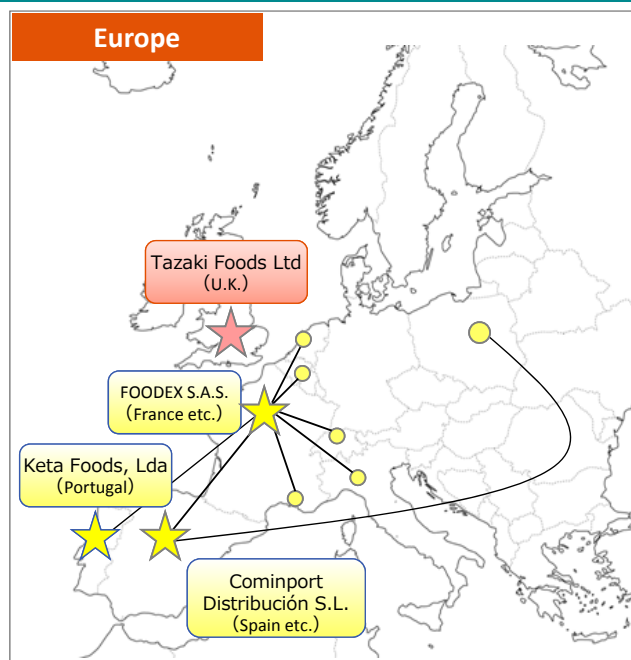 Europe
Tazaki Foods Ltd
(U.K.)
FOODEX S.A.S.
(France etc.)
Keta Foods, Lda
(Portugal)
Cominport
Distribución S.L.
(Spain etc.)